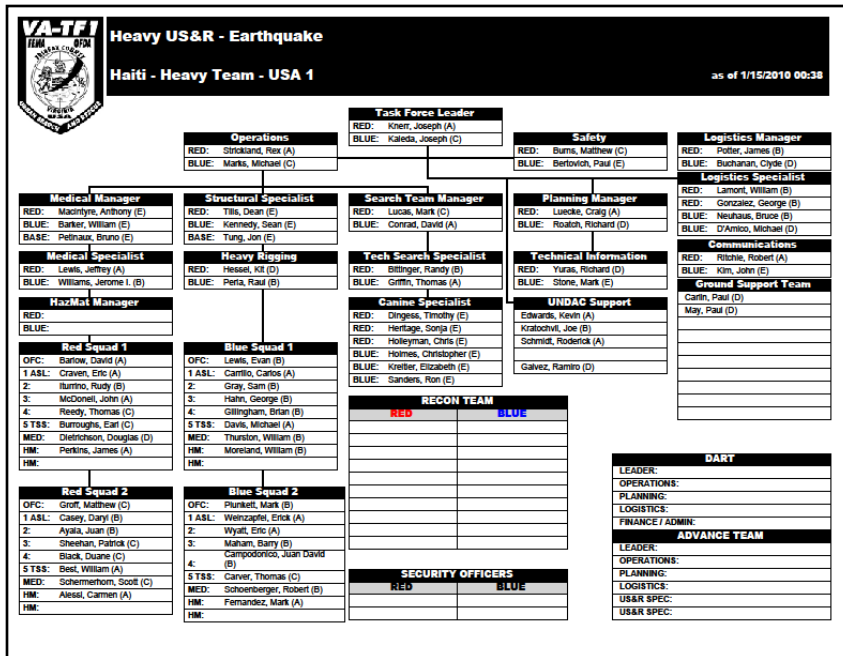 VA-TF1
FEMA OFDA
FAIRFAX COUNTY
VIRGINIA
USA
URBAN SEARCH AND RESCUE
Heavy US&R - Earthquake
Haiti - Heavy Team - USA 1
as of 1/15/2010 00:38
Task Force Leader
RED: Knerr, Joseph (A)
BLUE: Kaleda, Joseph (C)
Operations
RED: Strickland, Rex (A)
BLUE: Marks, Michael (C)
Safety
RED: Burns, Matthew (C)
BLUE: Bertovich, Paul (E)
Logistics Manager
RED: Potter, James (B)
BLUE: Buchanan, Clyde (D)
Logistics Specialist
RED: Lamont, William (B)
RED: Gonzalez, George (B)
BLUE: Neuhaus, Bruce (B)
BLUE: D'Amico, Michael (D)
Communications
RED: Ritchie, Robert (A)
BLUE: Kim, John (E)
Ground Support Team
Carlin, Paul (D)
May, Paul (D)
Medical Manager
RED: Macintyre, Anthony (E)
BLUE: Barker, William (E)
BASE: Petinaux, Bruno (E)
Medical Specialist
RED: Lewis, Jeffrey (A)
BLUE: Williams, Jerome I. (B)
HazMat Manager
RED:
BLUE:
Structural Specialist
RED: Tilis, Dean (E)
BLUE: Kennedy, Sean (E)
BASE: Tung, Jon (E)
Heavy Rigging
RED: Hessel, Kit (D)
BLUE: Perla, Raul (B)
Search Team Manager
RED: Lucas, Mark (C)
BLUE: Conrad, David (A)
Tech Search Specialist
RED: Bittinger, Randy (B)
BLUE: Griffin, Thomas (A)
Canine Specialist
RED: Dingess, Timothy (E)
RED: Heritage, Sonja (E)
RED: Holleyman, Chris (E)
BLUE: Holmes, Christopher (E)
BLUE: Kreitler, Elizabeth (E)
BLUE: Sanders, Ron (E)
Planning Manager
RED: Luecke, Craig (A)
BLUE: Roatch, Richard (D)
Technical Information
RED: Yuras, Richard (D)
BLUE: Stone, Mark (E)
UNDAC Support
Edwards, Kevin (A)
Kratochvil, Joe (B)
Schmidt, Roderick (A)
Galvez, Ramiro (D)
Red Squad 1
OFC: Barlow, David (A)
1 ASL: Craven, Eric (A)
2: Iturrino, Rudy (B)
3: McDonell, John (A)
4: Reedy, Thomas (C)
5 TSS: Burroughs, Earl (C)
MED: Dietrichson, Douglas (D)
HM: Perkins, James (A)
HM:
Blue Squad 1
OFC: Lewis, Evan (B)
1 ASL: Carrillo, Carlos (A)
2: Gray, Sam (B)
3: Hahn, George (B)
4: Gillingham, Brian (B)
5 TSS: Davis, Michael (A)
MED: Thurston, William (B)
HM: Moreland, William (B)
HM:
Red Squad 2
OFC: Groff, Matthew (C)
1 ASL: Casey, Daryl (B)
2: Ayala, Juan (B)
3: Sheehan, Patrick (C)
4: Black, Duane (C)
5 TSS: Best, William (A)
MED: Schermerhorn, Scott (C)
HM: Alessi, Carmen (A)
HM:
Blue Squad 2
OFC: Plunkett, Mark (B)
1 ASL: Weinzapfel, Erick (A)
2: Wyatt, Eric (A)
3: Maham, Barry (B)
4: Campodonico, Juan David
(B)
5 TSS: Carver, Thomas (C)
MED: Schoenberger, Robert (B)
HM: Fernandez, Mark (A)
HM:
RECON TEAM
RED BLUE
SECURITY OFFICERS
RED BLUE
DART
LEADER:
OPERATIONS:
PLANNING:
LOGISTICS:
FINANCE / ADMIN:
ADVANCE TEAM
LEADER:
OPERATIONS:
PLANNING:
LOGISTICS:
US&R SPEC:
US&R SPEC: